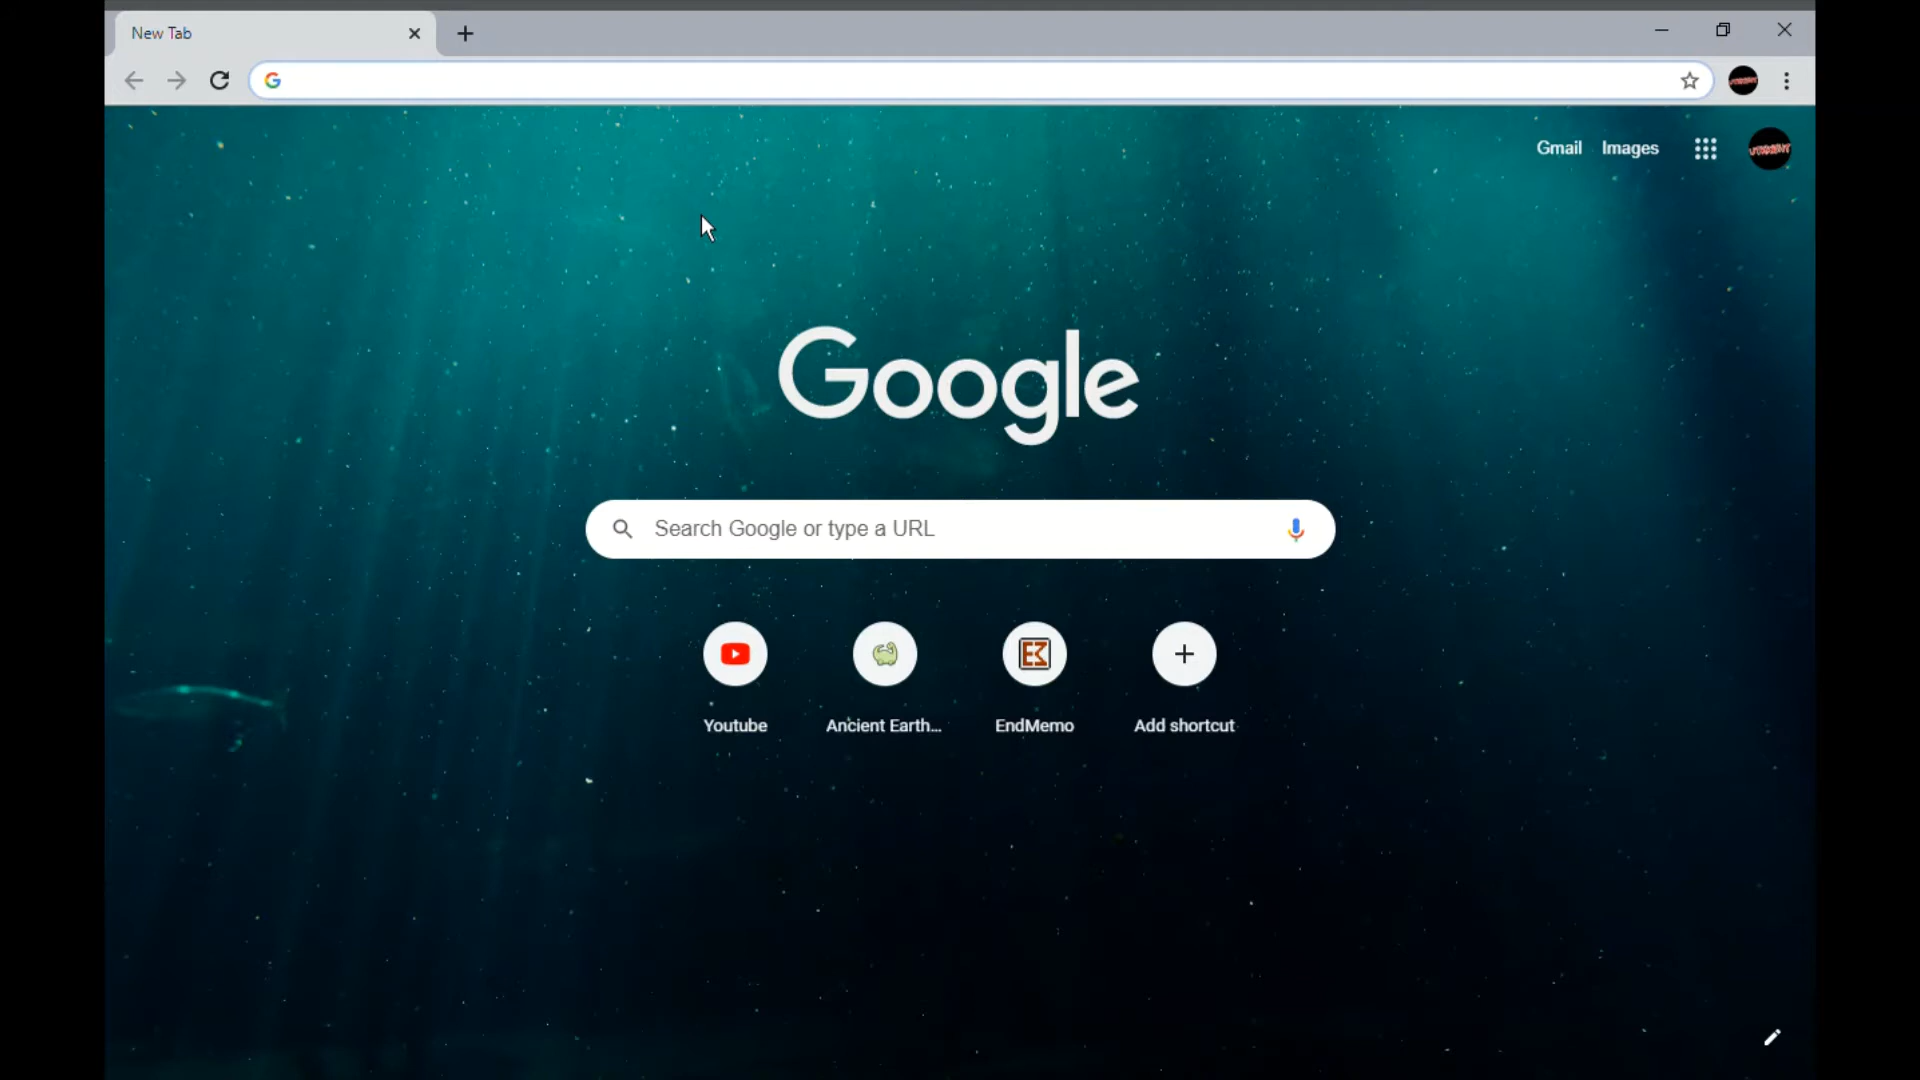 New Tab
Gmail Images
Google
Search Google or type a URL
Youtube
Ancient Earth...
EndMemo
Add shortcut